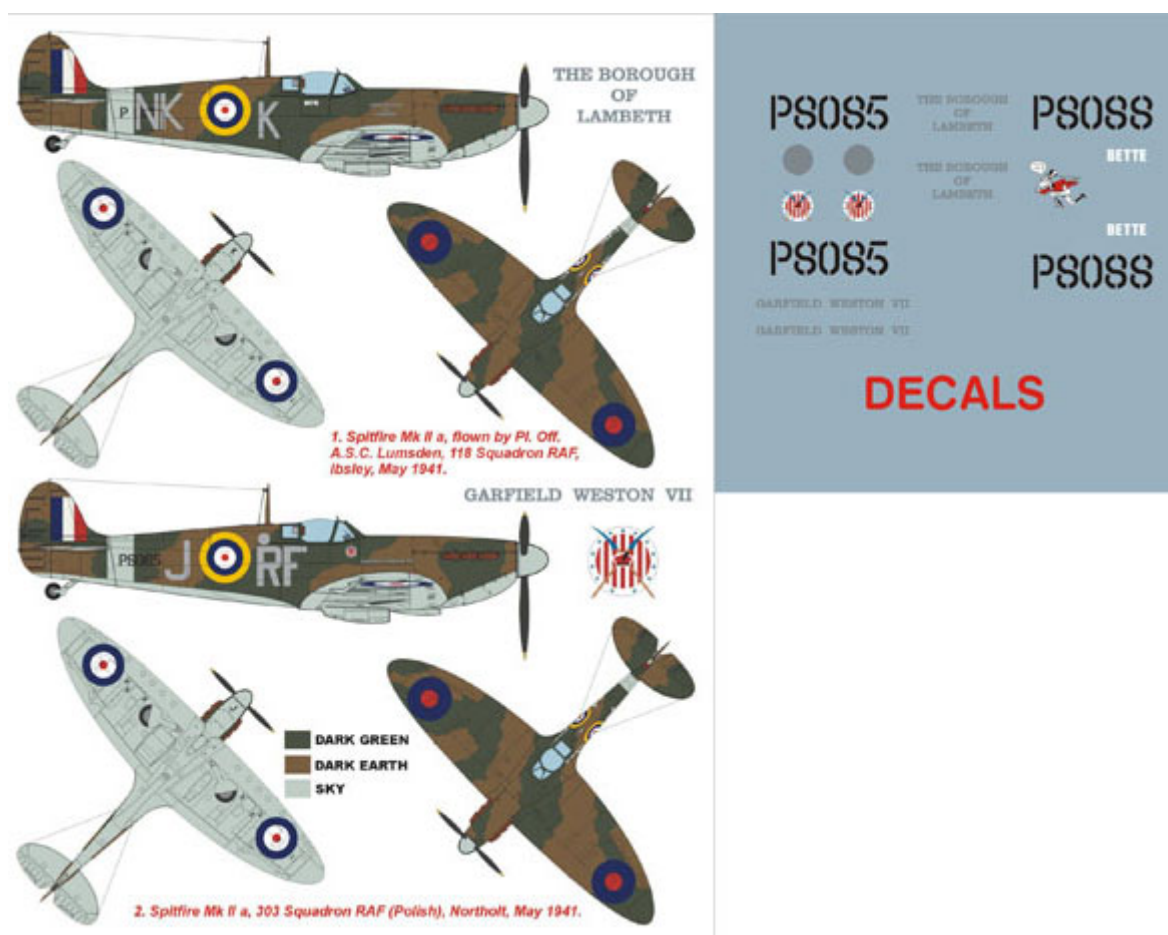 THE BOROUGH
OF
LAMBETH
P
NK
K
BETTE
1. Spitfire Mk II a, flown by Pl. Off.
A.S.C. Lumsden, 118 Squadron RAF,
Ibsley, May 1941.
GARFIELD WESTON VII
P8085
J
RF
DARK GREEN
DARK EARTH
SKY
2. Spitfire Mk II a, 303 Squadron RAF (Polish), Northolt, May 1941.
P8085
THE BOROUGH
OF
LAMBETH
P8088
BETTE
THE BOROUGH
OF
LAMBETH
BETTE
P8085
P8088
GARFIELD WESTON VII
GARFIELD WESTON VII
DECALS